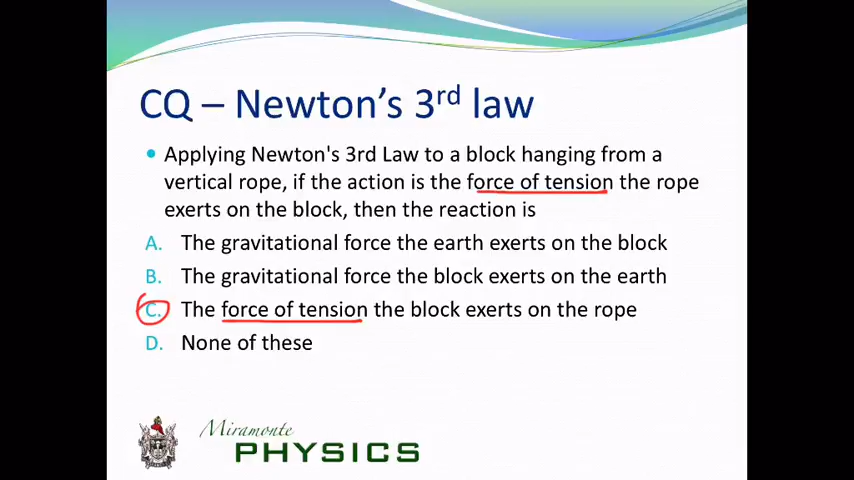 CQ – Newton's 3rd law
• Applying Newton's 3rd Law to a block hanging from a
vertical rope, if the action is the force of tension the rope
exerts on the block, then the reaction is
A. The gravitational force the earth exerts on the block
B. The gravitational force the block exerts on the earth
C. The force of tension the block exerts on the rope
D. None of these
Miramonte
PHYSICS